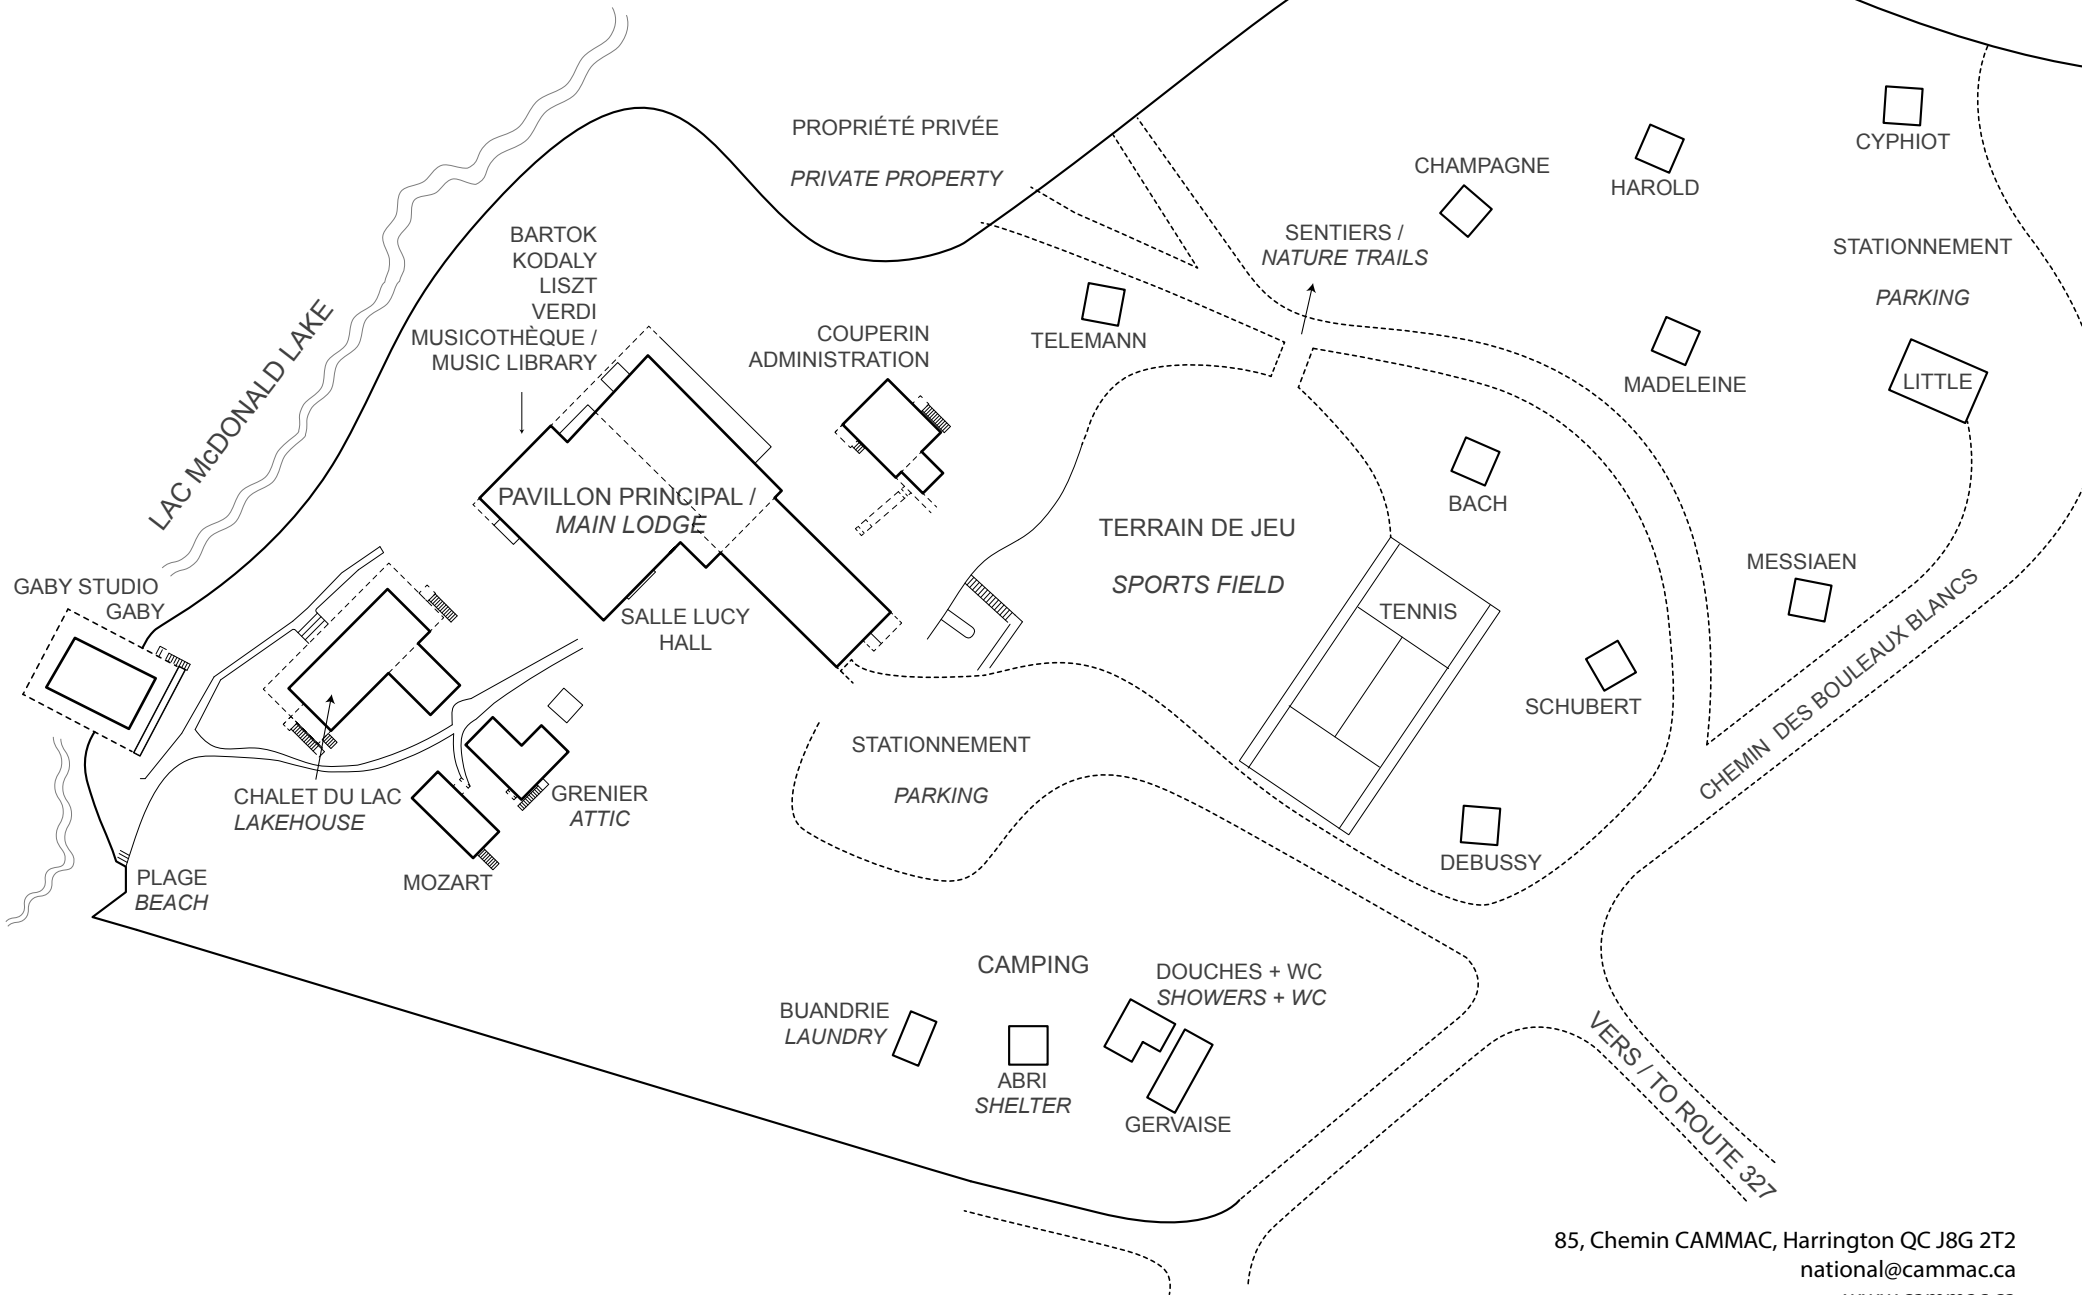 PROPRIÉTÉ PRIVÉE
PRIVATE PROPERTY
CYPHIOT
HAROLD
CHAMPAGNE
SENTIERS /
NATURE TRAILS
STATIONNEMENT
PARKING
BARTOK
KODALY
LISZT
VERDI
MUSICOTHÈQUE /
MUSIC LIBRARY
COUPERIN
ADMINISTRATION
TELEMANN
MADELEINE
LITTLE
LAC McDONALD LAKE
PAVILLON PRINCIPAL /
MAIN LODGE
TERRAIN DE JEU
SPORTS FIELD
BACH
MESSIAEN
TENNIS
GABY STUDIO
GABY
SALLE LUCY
HALL
SCHUBERT
CHEMIN DES BOULEAUX BLANCS
STATIONNEMENT
PARKING
CHALET DU LAC
LAKEHOUSE
GRENIER
ATTIC
MOZART
DEBUSSY
PLAGE
BEACH
CAMPING
DOUCHES + WC
SHOWERS + WC
BUANDRIE
LAUNDRY
ABRI
SHELTER
GERVAISE
VERS / TO ROUTE 327
85, Chemin CAMMAC, Harrington QC J8G 2T2
national@cammac.ca
www.cammac.ca